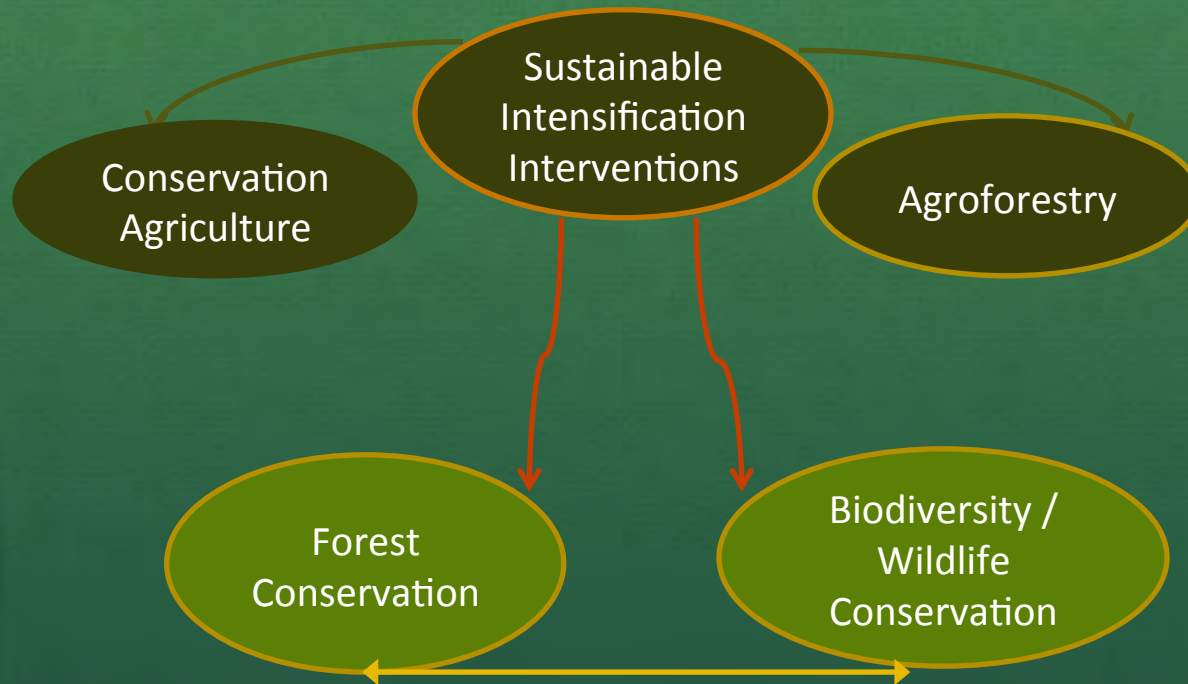 Sustainable
Intensification
Interventions
Conservation
Agriculture
Agroforestry
Forest
Conservation
Biodiversity /
Wildlife
Conservation